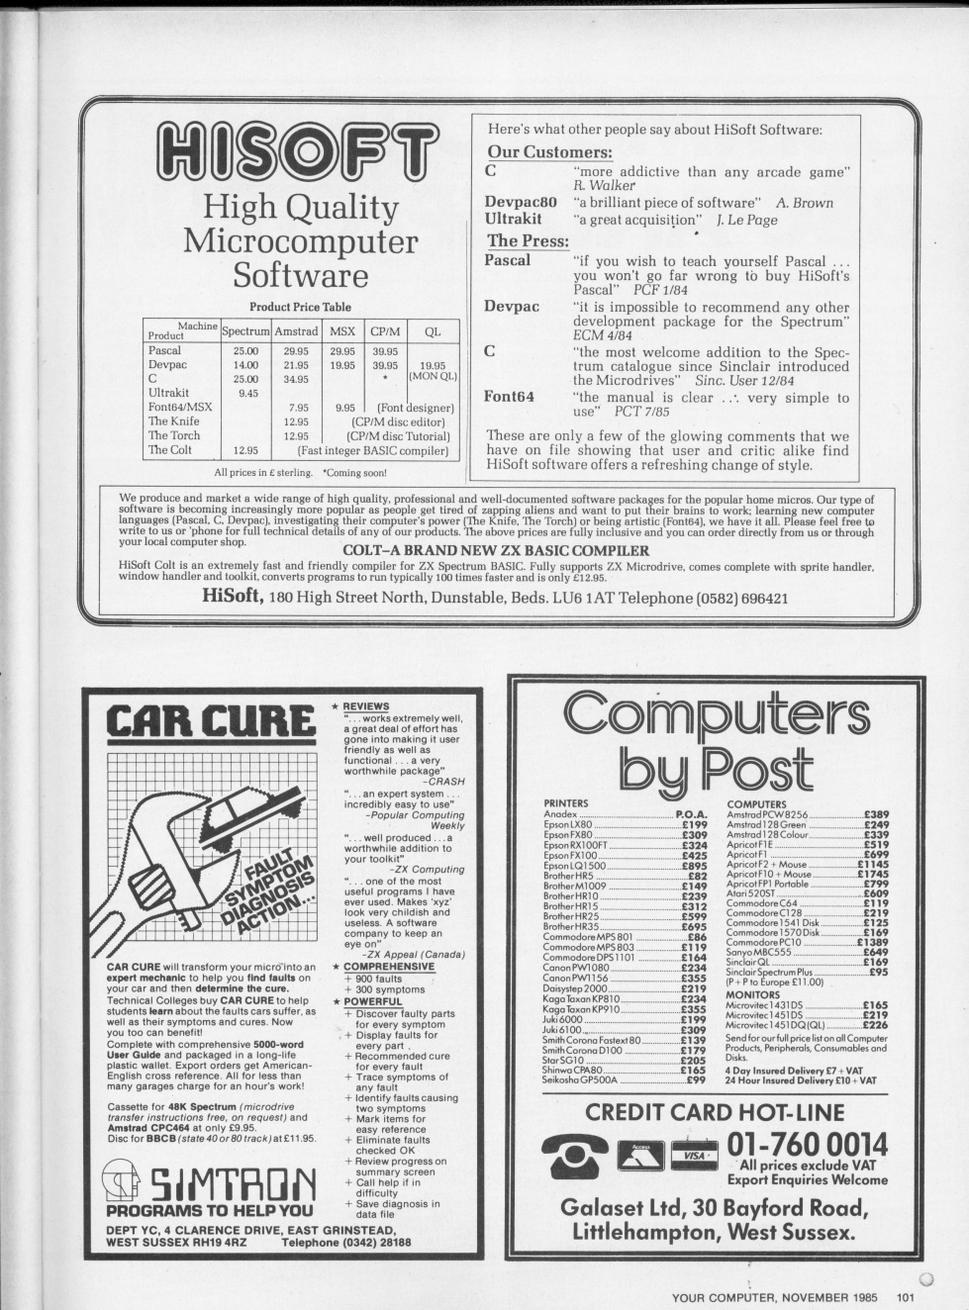 HISOFT
High Quality
Microcomputer
Software
Product Price Table
Machine
Product Spectrum Amstrad MSX CP/M QL
Pascal 25.00 29.95 29.95 39.95
Devpac 14.00 21.95 19.95 39.95 19.95
C 25.00 34.95 * (MON QL)
Ultrakit 9.45
Font64/MSX 7.95 9.95 (Font designer)
The Knife 12.95 (CP/M disc editor)
The Torch 12.95 (CP/M disc Tutorial)
The Colt 12.95 (Fast integer BASIC compiler)
All prices in £ sterling. *Coming soon!
Here's what other people say about HiSoft Software:
Our Customers:
C "more addictive than any arcade game"
R. Walker
Devpac80 "a brilliant piece of software" A. Brown
Ultrakit "a great acquisition" J. Le Page
The Press:
Pascal "if you wish to teach yourself Pascal ...
you won't go far wrong to buy HiSoft's
Pascal" PCF 1/84
Devpac "it is impossible to recommend any other
development package for the Spectrum"
ECM 4/84
C "the most welcome addition to the Spec-
trum catalogue since Sinclair introduced
the Microdrives" Sinc. User 12/84
Font64 "the manual is clear ... very simple to
use" PCT 7/85
These are only a few of the glowing comments that we
have on file showing that user and critic alike find
HiSoft software offers a refreshing change of style.
We produce and market a wide range of high quality, professional and well-documented software packages for the popular home micros. Our type of
software is becoming increasingly more popular as people get tired of zapping aliens and want to put their brains to work; learning new computer
languages (Pascal, C, Devpac), investigating their computer's power (The Knife, The Torch) or being artistic (Font64), we have it all. Please feel free to
write to us or 'phone for full technical details of any of our products. The above prices are fully inclusive and you can order directly from us or through
your local computer shop.
COLT–A BRAND NEW ZX BASIC COMPILER
HiSoft Colt is an extremely fast and friendly compiler for ZX Spectrum BASIC. Fully supports ZX Microdrive, comes complete with sprite handler,
window handler and toolkit, converts programs to run typically 100 times faster and is only £12.95.
HiSoft, 180 High Street North, Dunstable, Beds. LU6 1AT Telephone (0582) 696421
CAR CURE
FAULT
SYMPTOM
DIAGNOSIS
ACTION...
CAR CURE will transform your micro into an
expert mechanic to help you find faults on
your car and then determine the cure.
Technical Colleges buy CAR CURE to help
students learn about the faults cars suffer, as
well as their symptoms and cures. Now
you too can benefit!
Complete with comprehensive 5000-word
User Guide and packaged in a long-life
plastic wallet. Export orders get American-
English cross reference. All for less than
many garages charge for an hour's work!
Cassette for 48K Spectrum (microdrive
transfer instructions free, on request) and
Amstrad CPC464 at only £9.95.
Disc for BBCB (state 40 or 80 track) at £11.95.
★ REVIEWS
"... works extremely well,
a great deal of effort has
gone into making it user
friendly as well as
functional ... a very
worthwhile package"
–CRASH
"... an expert system ...
incredibly easy to use"
–Popular Computing
Weekly
"... well produced ... a
worthwhile addition to
your toolkit"
–ZX Computing
"... one of the most
useful programs I have
ever used. Makes 'xyz'
look very childish and
useless. A software
company to keep an
eye on"
–ZX Appeal (Canada)
★ COMPREHENSIVE
+ 900 faults
+ 300 symptoms
★ POWERFUL
+ Discover faulty parts
for every symptom
+ Display faults for
every part
+ Recommended cure
for every fault
+ Trace symptoms of
any fault
+ Identify faults causing
two symptoms
+ Mark items for
easy reference
+ Eliminate faults
checked OK
+ Review progress on
summary screen
+ Call help if in
difficulty
+ Save diagnosis in
data file
SIMTRON
PROGRAMS TO HELP YOU
DEPT YC, 4 CLARENCE DRIVE, EAST GRINSTEAD,
WEST SUSSEX RH19 4RZ Telephone (0342) 28188
Computers
by Post
PRINTERS
Anadex P.O.A.
Epson LX80 £199
Epson FX80 £309
Epson RX100FT £324
Epson FX100 £425
Epson LQ1500 £895
Brother HR5 £82
Brother M1009 £149
Brother HR10 £239
Brother HR15 £312
Brother HR25 £599
Brother HR35 £695
Commodore MPS 801 £86
Commodore MPS 803 £119
Commodore DPS 1101 £164
Canon PW1080 £234
Canon PW1156 £355
Daisystep 2000 £219
Kaga Taxan KP810 £234
Kaga Taxan KP910 £355
Juki 6000 £199
Juki 6100 £309
Smith Corona Fastext 80 £139
Smith Corona D100 £179
Star SG10 £205
Shinwa CPA80 £165
Seikosha GP500A £99
COMPUTERS
Amstrad PCW 8256 £389
Amstrad 128 Green £249
Amstrad 128 Colour £339
Apricot F1E £519
Apricot F1 £699
Apricot F2 + Mouse £1145
Apricot F10 + Mouse £1745
Apricot FP1 Portable £799
Atari 520ST £609
Commodore C64 £119
Commodore C128 £219
Commodore 1541 Disk £125
Commodore 1570 Disk £169
Commodore PC10 £1389
Sanyo MBC555 £649
Sinclair QL £169
Sinclair Spectrum Plus £95
(P + P to Europe £11.00)
MONITORS
Microvitec 1431DS £165
Microvitec 1451DS £219
Microvitec 1451DQ (QL) £226
Send for our full price list on all Computer
Products, Peripherals, Consumables and
Disks.
4 Day Insured Delivery £7 + VAT
24 Hour Insured Delivery £10 + VAT
CREDIT CARD HOT-LINE
Access
VISA
01-760 0014
All prices exclude VAT
Export Enquiries Welcome
Galaset Ltd, 30 Bayford Road,
Littlehampton, West Sussex.
YOUR COMPUTER, NOVEMBER 1985 101